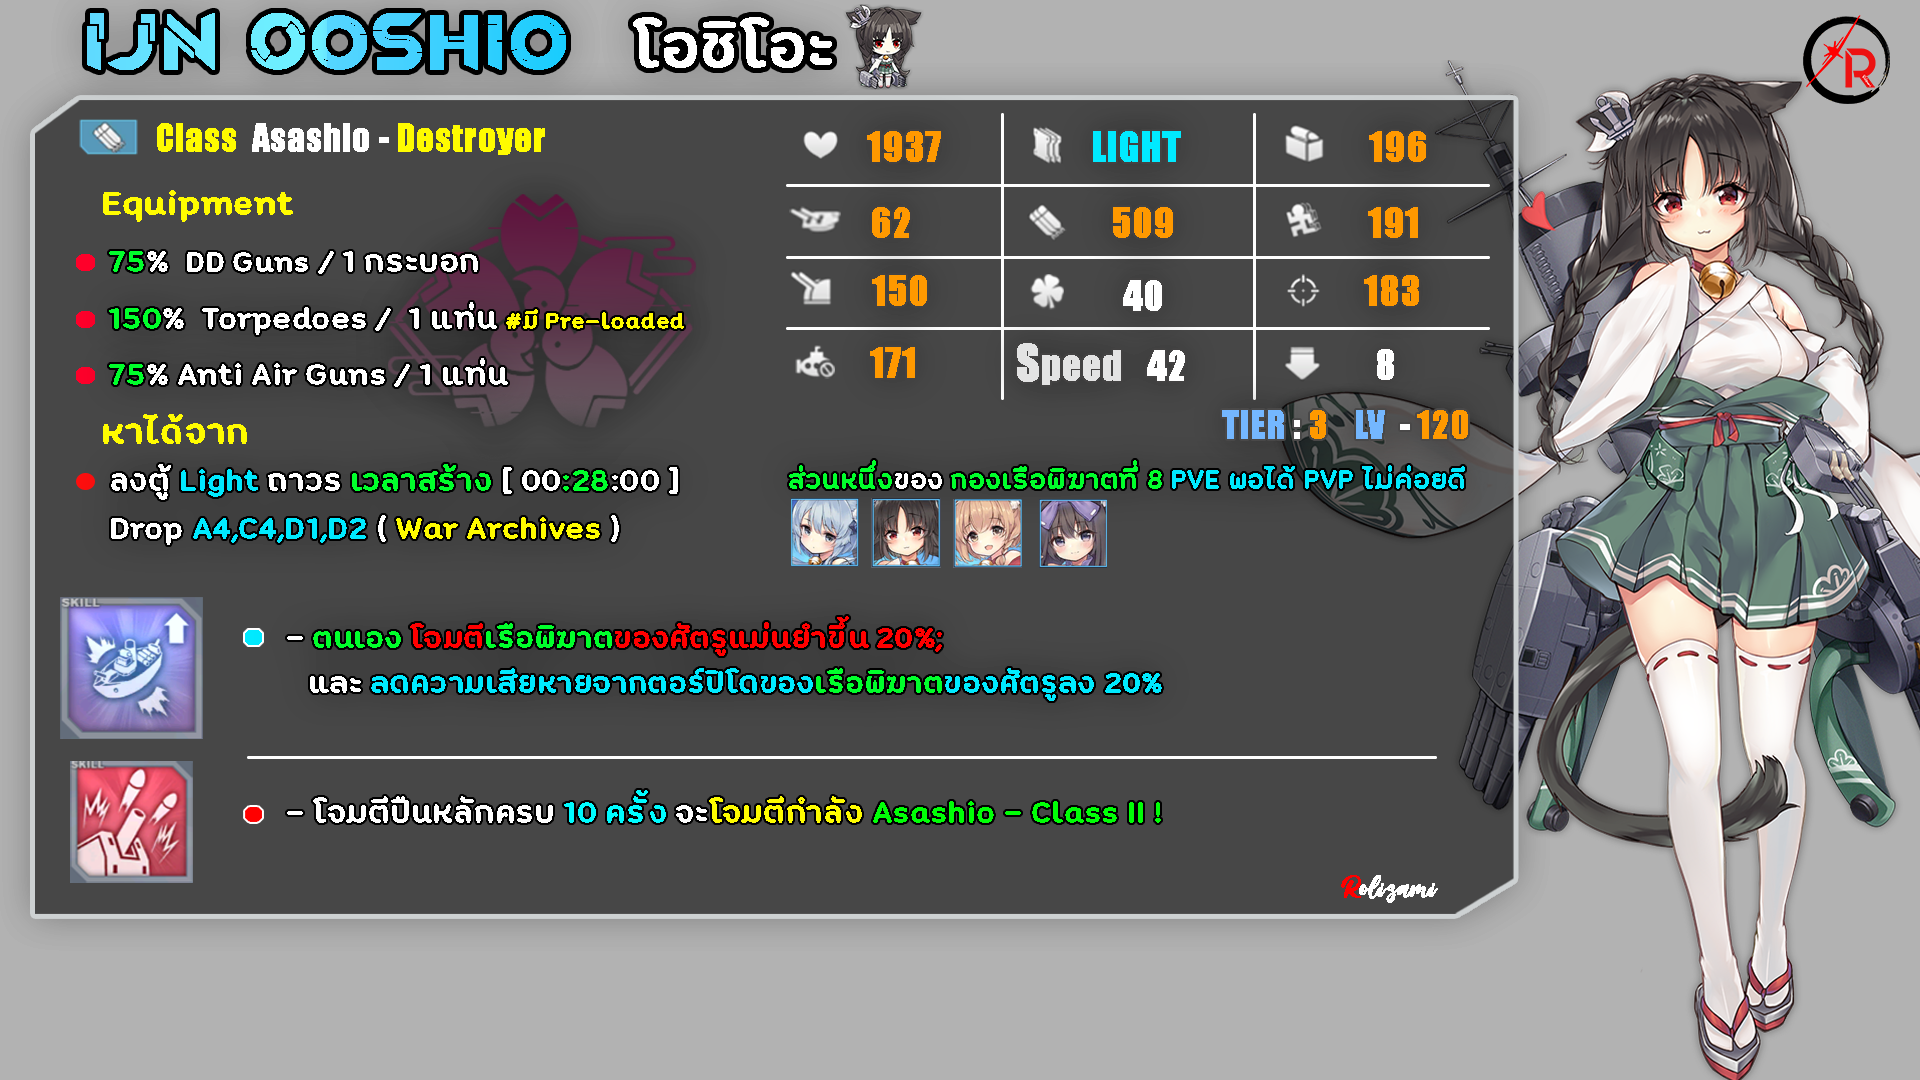 IJN OOSHIO โอชิโอะ
R
Class Asashio - Destroyer
Equipment
75% DD Guns / 1 กระบอก
150% Torpedoes / 1 แท่น #มี Pre-loaded
75% Anti Air Guns / 1 แท่น
หาได้จาก
ลงตู้ Light ถาวร เวลาสร้าง [ 00:28:00 ]
Drop A4,C4,D1,D2 ( War Archives )
1937 LIGHT 196
62 509 191
150 40 183
171 Speed 42 8
TIER : 3 LV - 120
ส่วนหนึ่งของ กองเรือพิฆาตที่ 8 PVE พอได้ PVP ไม่ค่อยดี
SKILL
- ตนเอง โจมตีเรือพิฆาตของศัตรูแม่นยำขึ้น 20%;
และ ลดความเสียหายจากตอร์ปิโดของเรือพิฆาตของศัตรูลง 20%
SKILL
- โจมตีปืนหลักครบ 10 ครั้ง จะโจมตีกำลัง Asashio - Class II !
Rolizami